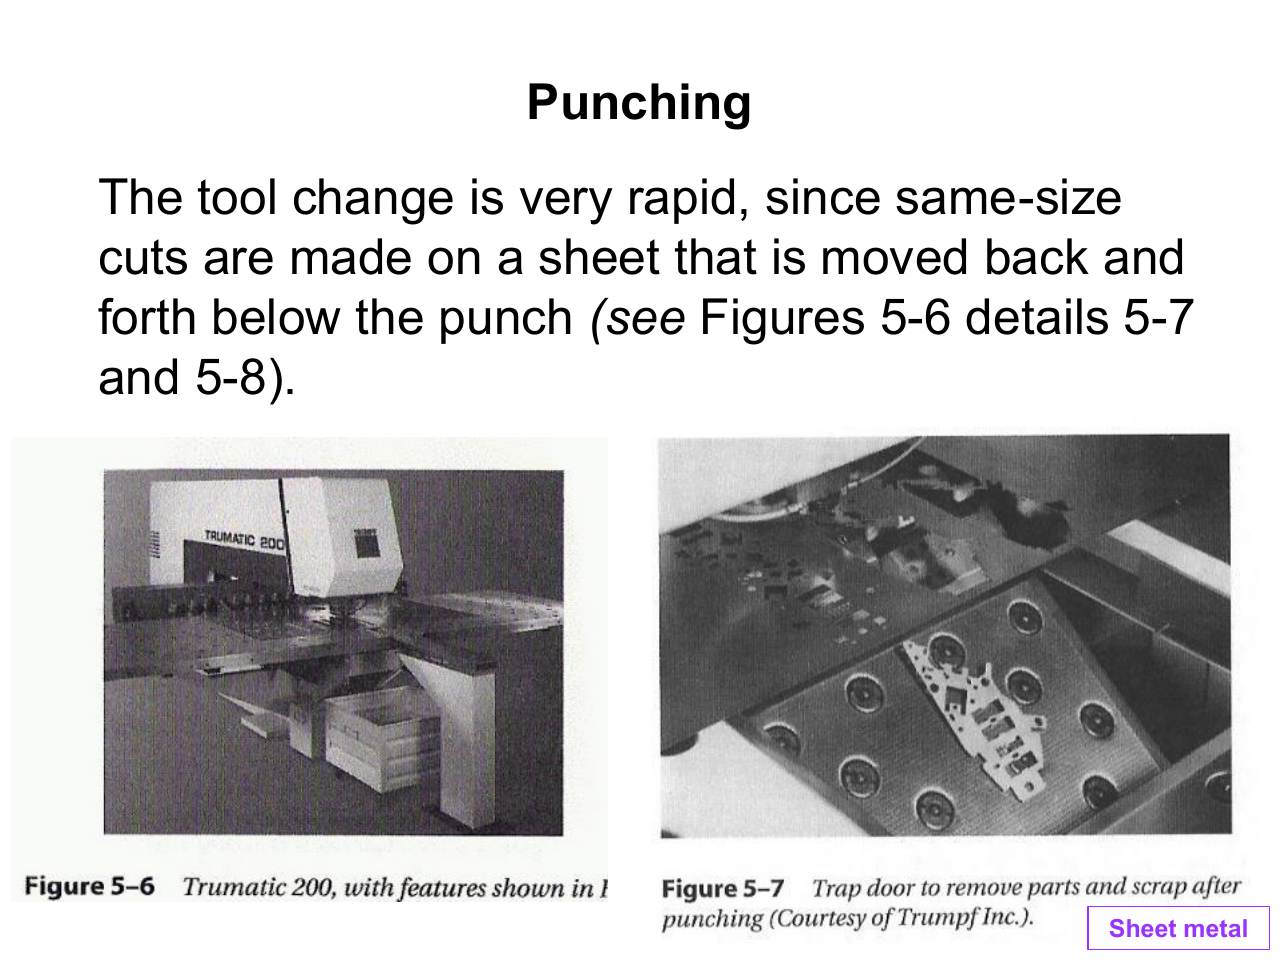 Punching
The tool change is very rapid, since same-size
cuts are made on a sheet that is moved back and
forth below the punch (see Figures 5-6 details 5-7
and 5-8).
TRUMATIC 200
Figure 5–6 Trumatic 200, with features shown in
Figure 5–7 Trap door to remove parts and scrap after
punching (Courtesy of Trumpf Inc.).
Sheet metal